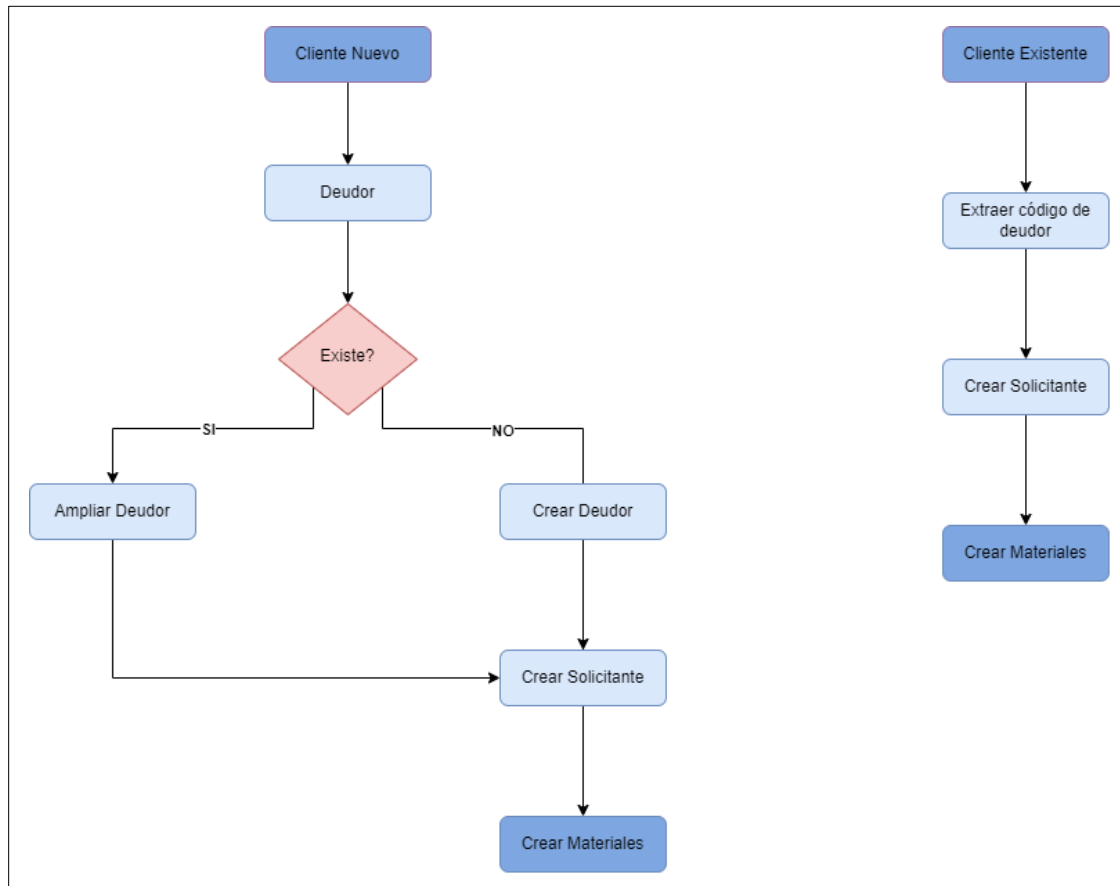 Cliente Nuevo
Deudor
Existe?
SI
NO
Ampliar Deudor
Crear Deudor
Crear Solicitante
Crear Materiales
Cliente Existente
Extraer código de
deudor
Crear Solicitante
Crear Materiales